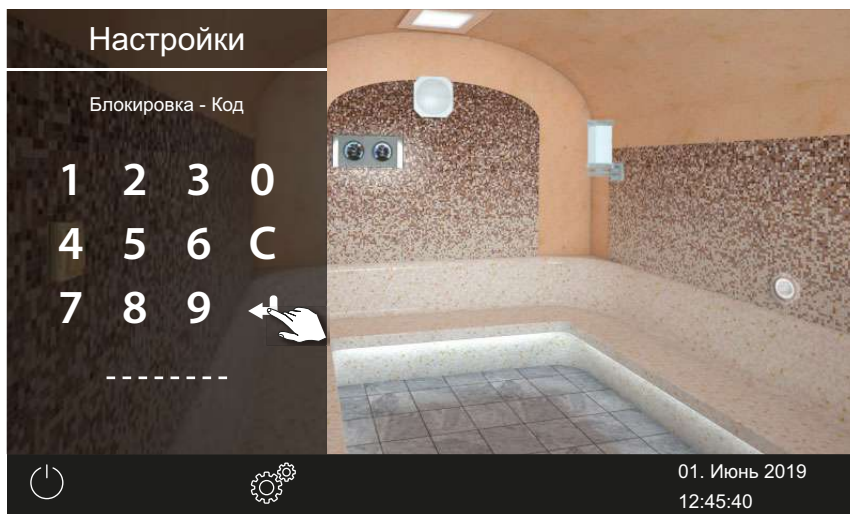 Настройки
Блокировка - Код
1 2 3 0
4 5 6 C
7 8 9
--------
01. Июнь 2019
12:45:40